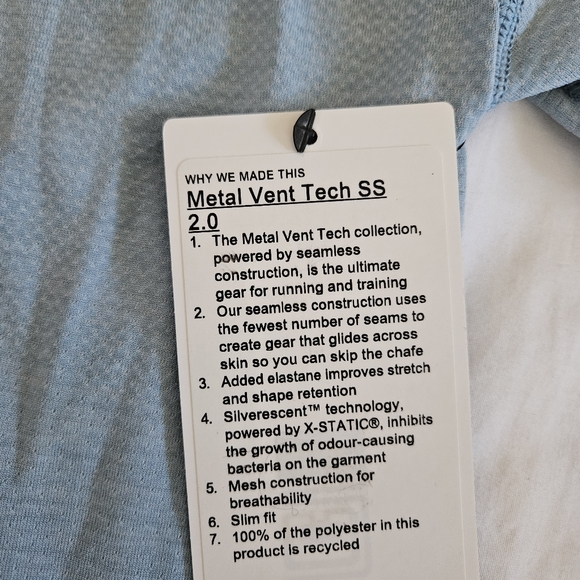 WHY WE MADE THIS
Metal Vent Tech SS
2.0
1. The Metal Vent Tech collection,
powered by seamless
construction, is the ultimate
gear for running and training
2. Our seamless construction uses
the fewest number of seams to
create gear that glides across
skin so you can skip the chafe
3. Added elastane improves stretch
and shape retention
4. Silverescent™ technology,
powered by X-STATIC®, inhibits
the growth of odour-causing
bacteria on the garment
5. Mesh construction for
breathability
6. Slim fit
7. 100% of the polyester in this
product is recycled